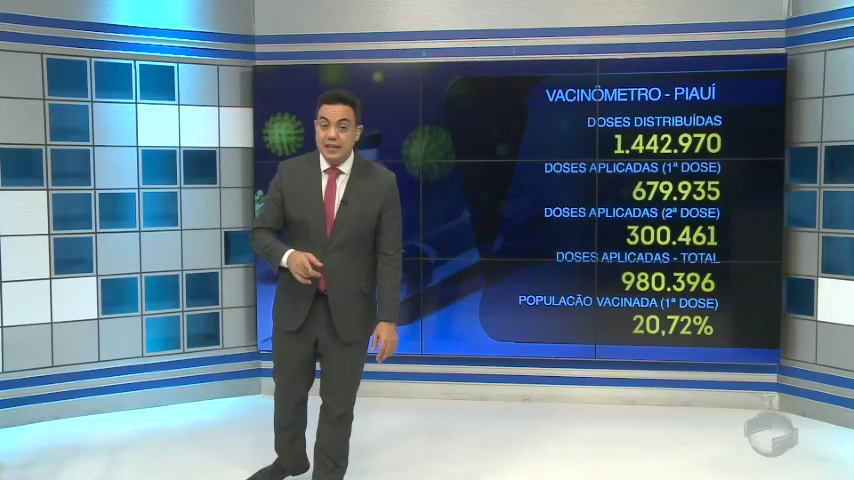 VACINÔMETRO - PIAUÍ
DOSES DISTRIBUÍDAS
1.442.970
DOSES APLICADAS (1ª DOSE)
679.935
DOSES APLICADAS (2ª DOSE)
300.461
DOSES APLICADAS - TOTAL
980.396
POPULACÃO VACINADA (1ª DOSE)
20,72%